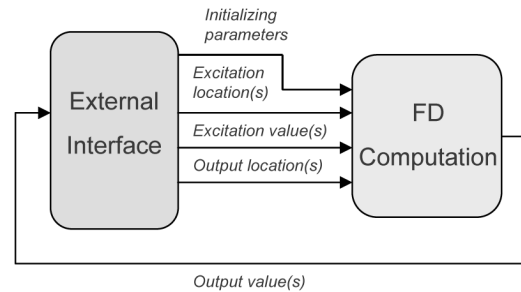 Initializing
parameters
Excitation
location(s)
Excitation value(s)
Output location(s)
External
Interface
FD
Computation
Output value(s)